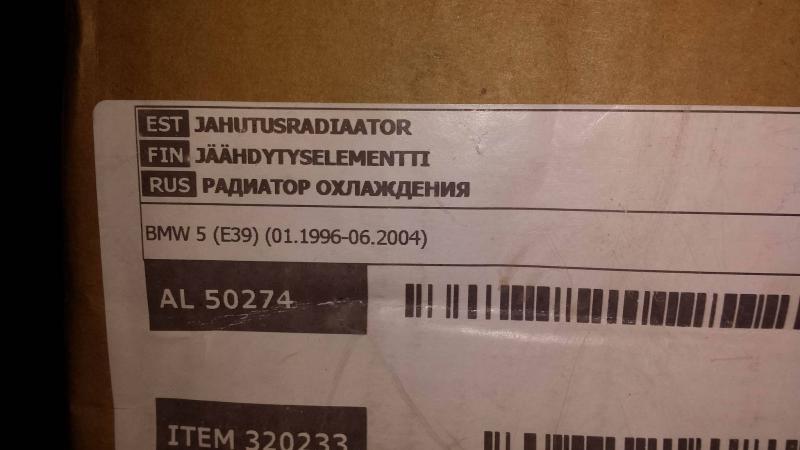 EST JAHUTUSRADIAATOR
FIN JÄÄHDYTYSELEMENTTI
RUS РАДИАТОР ОХЛАЖДЕНИЯ
BMW 5 (E39) (01.1996-06.2004)
AL 50274
ITEM 320233